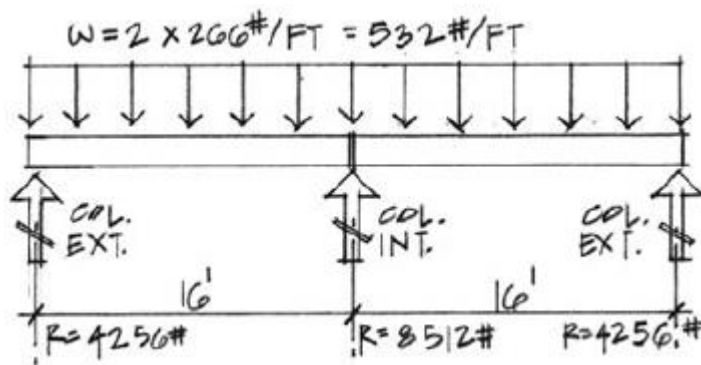 W = 2 x 266#/FT = 532#/FT
COL. EXT.
COL. INT.
COL. EXT.
16'
16'
R=4256#
R=8512#
R=4256#